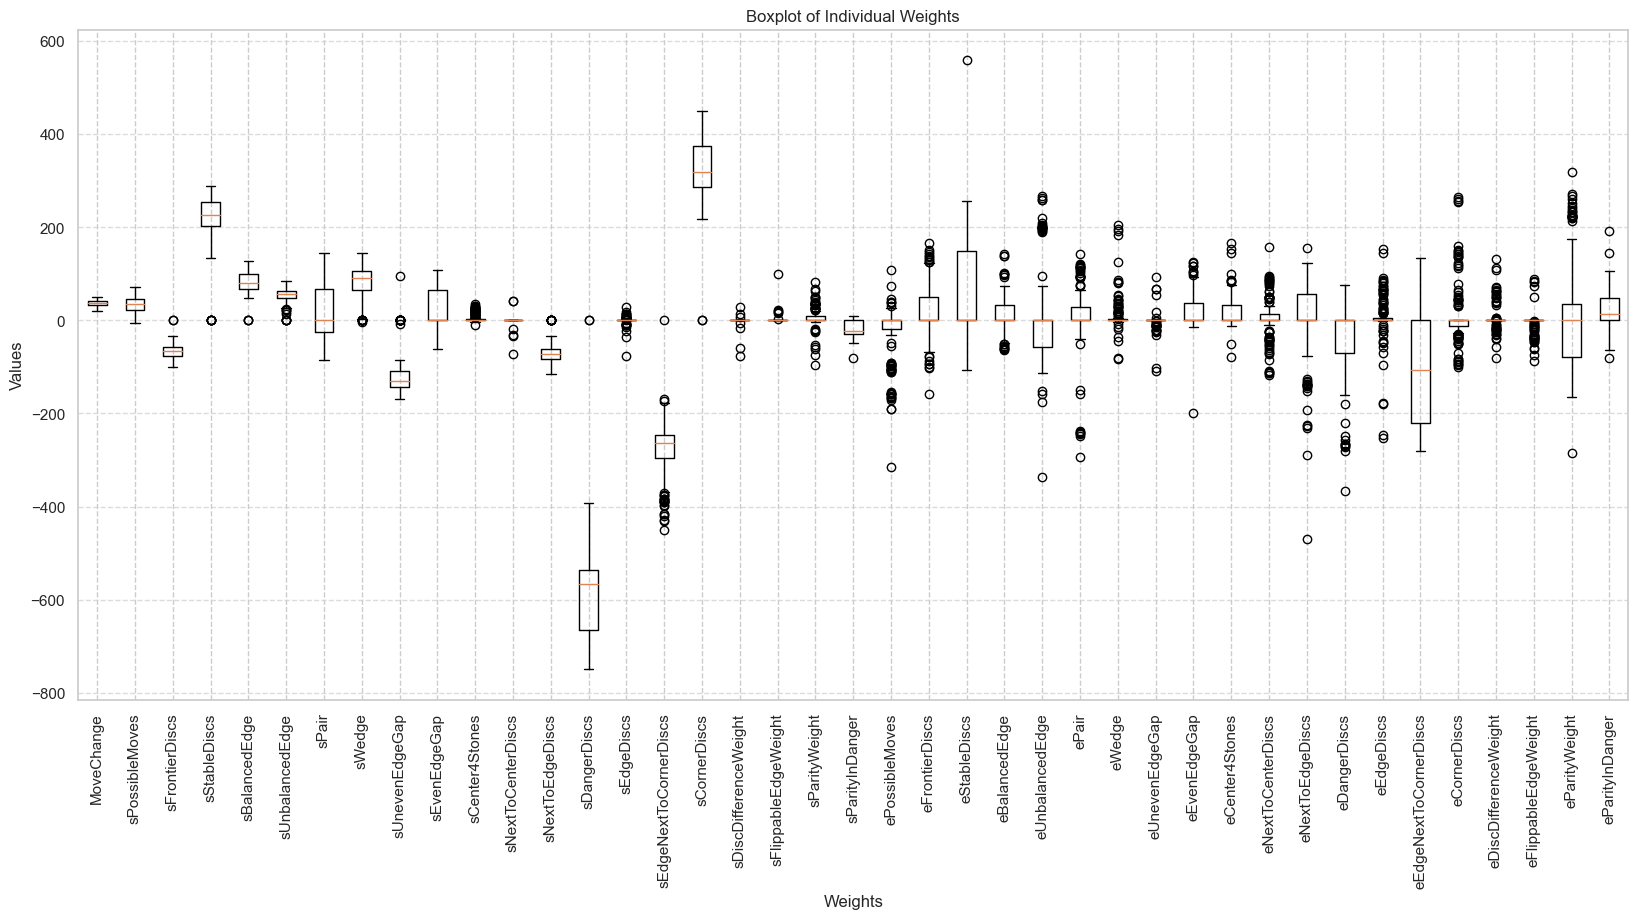 Boxplot of Individual Weights
600
400
200
0
−200
−400
−600
−800
Values
MoveChange
sPossibleMoves
sFrontierDiscs
sStableDiscs
sBalancedEdge
sUnbalancedEdge
sPair
sWedge
sUnevenEdgeGap
sEvenEdgeGap
sCenter4Stones
sNextToCenterDiscs
sNextToEdgeDiscs
sDangerDiscs
sEdgeDiscs
sEdgeNextToCornerDiscs
sCornerDiscs
sDiscDifferenceWeight
sFlippableEdgeWeight
sParityWeight
sParityInDanger
ePossibleMoves
eFrontierDiscs
eStableDiscs
eBalancedEdge
eUnbalancedEdge
ePair
eWedge
eUnevenEdgeGap
eEvenEdgeGap
eCenter4Stones
eNextToCenterDiscs
eNextToEdgeDiscs
eDangerDiscs
eEdgeDiscs
eEdgeNextToCornerDiscs
eCornerDiscs
eDiscDifferenceWeight
eFlippableEdgeWeight
eParityWeight
eParityInDanger
Weights